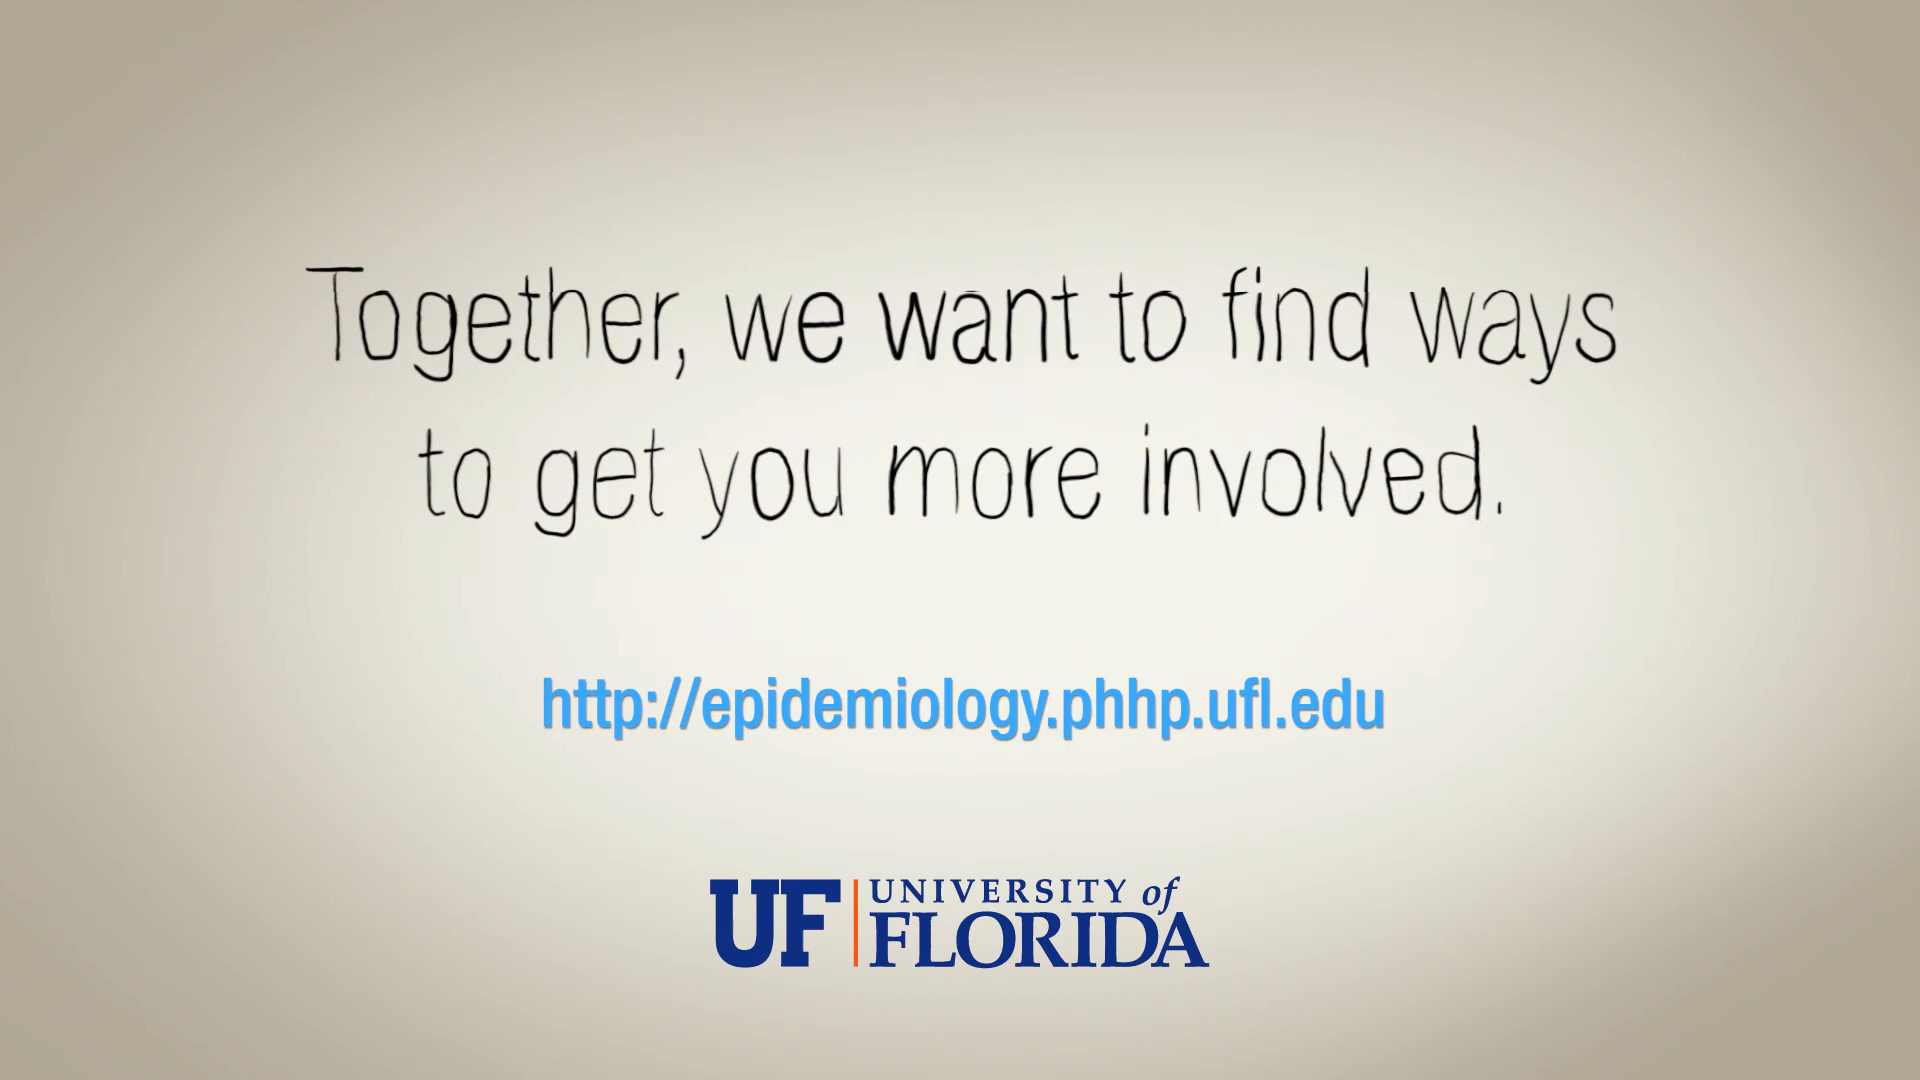 Together, we want to find ways
to get you more involved.
http://epidemiology.phhp.ufl.edu
UF UNIVERSITY of
FLORIDA